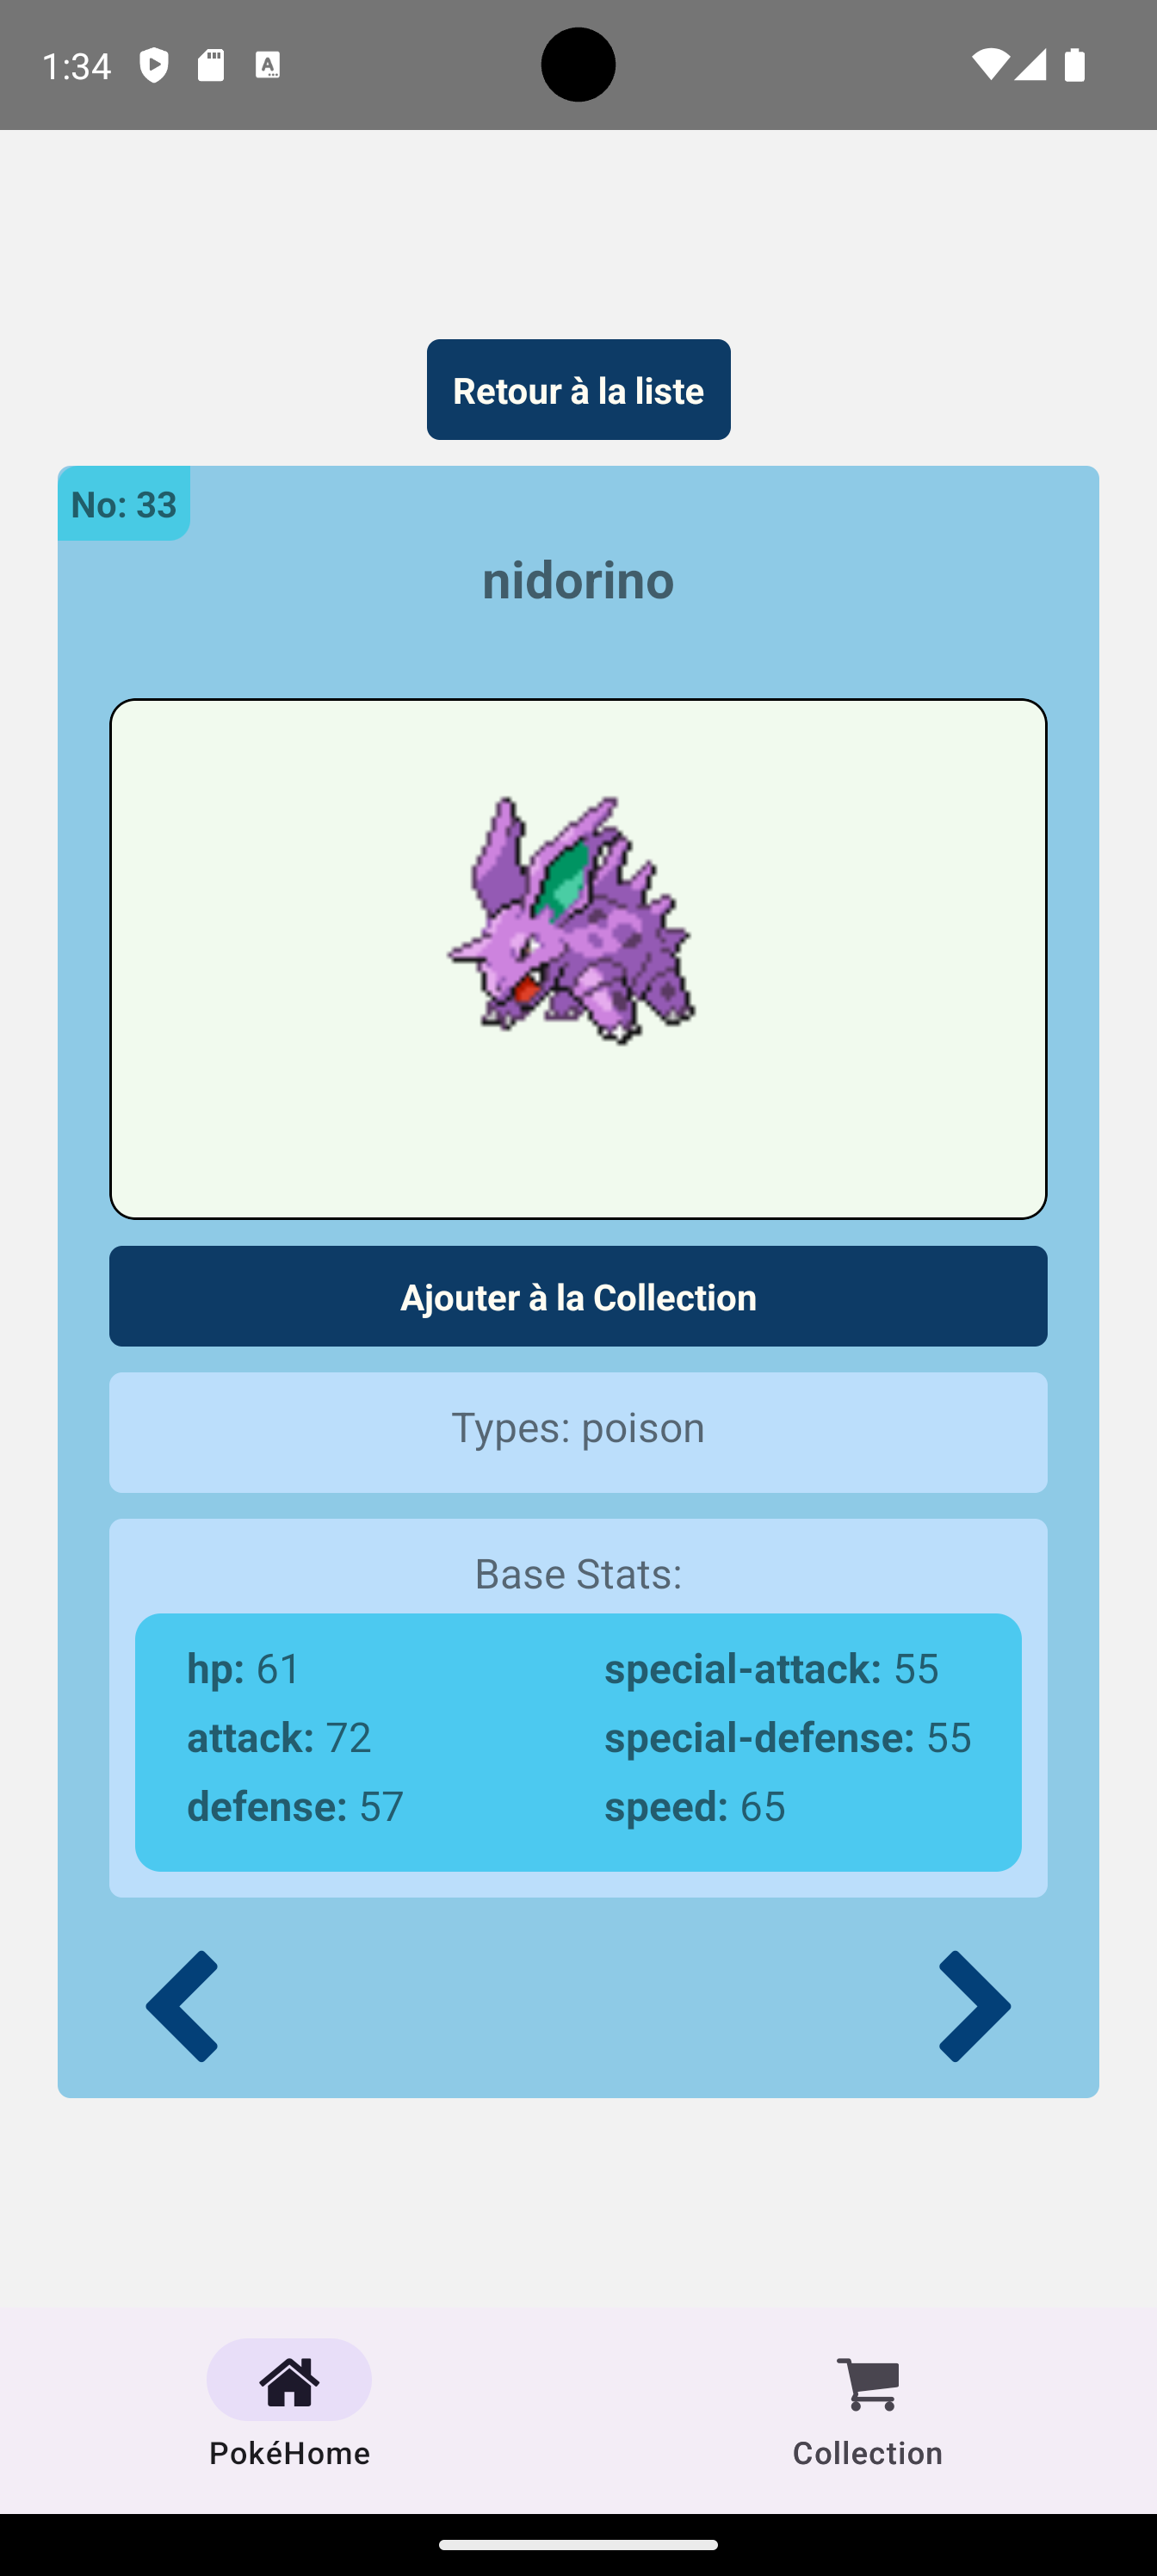 1:34
Retour à la liste
No: 33
nidorino
Ajouter à la Collection
Types: poison
Base Stats:
hp: 61
special-attack: 55
attack: 72
special-defense: 55
defense: 57
speed: 65
PokéHome
Collection